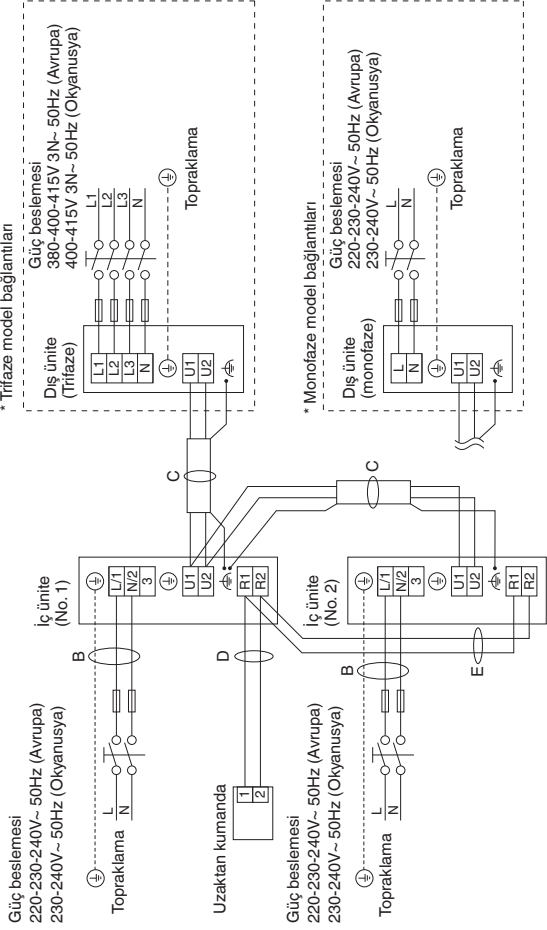 * Trifaze model bağlantıları
Güç beslemesi
380-400-415V 3N~ 50Hz (Avrupa)
400-415V 3N~ 50Hz (Okyanusya)
L1
L2
L3
N
Topraklama
Dış ünite
(Trifaze)
L1
L2
L3
N
U1
U2
* Monofaze model bağlantıları
Güç beslemesi
220-230-240V~ 50Hz (Avrupa)
230-240V~ 50Hz (Okyanusya)
L
N
Topraklama
Dış ünite
(monofaze)
L
N
U1
U2
C
C
İç ünite
(No. 1)
L/1
N/2
3
U1
U2
R1
R2
İç ünite
(No. 2)
L/1
N/2
3
U1
U2
R1
R2
B
D
B
E
Güç beslemesi
220-230-240V~ 50Hz (Avrupa)
230-240V~ 50Hz (Okyanusya)
L
N
Topraklama
Uzaktan kumanda
1
2
Güç beslemesi
220-230-240V~ 50Hz (Avrupa)
230-240V~ 50Hz (Okyanusya)
L
N
Topraklama